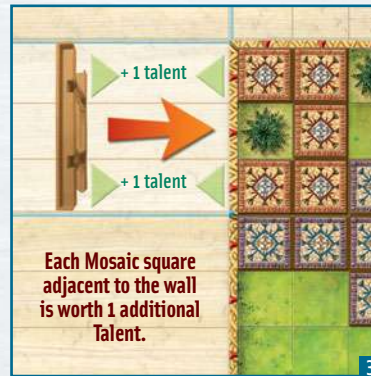 + 1 talent
+ 1 talent
Each Mosaic square
adjacent to the wall
is worth 1 additional
Talent.
3